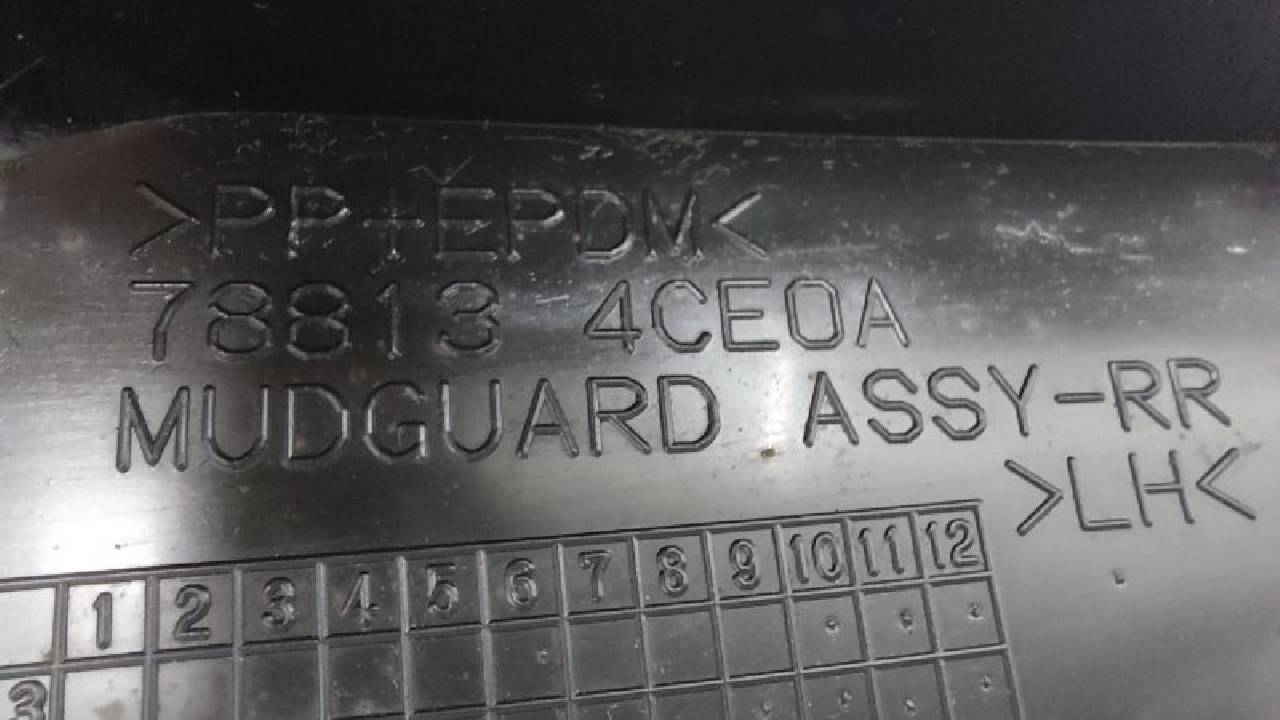 >PP+EPDM<
78813 4CE0A
MUDGUARD ASSY-RR
>LH<
1 2 3 4 5 6 7 8 9 10 11 12
3